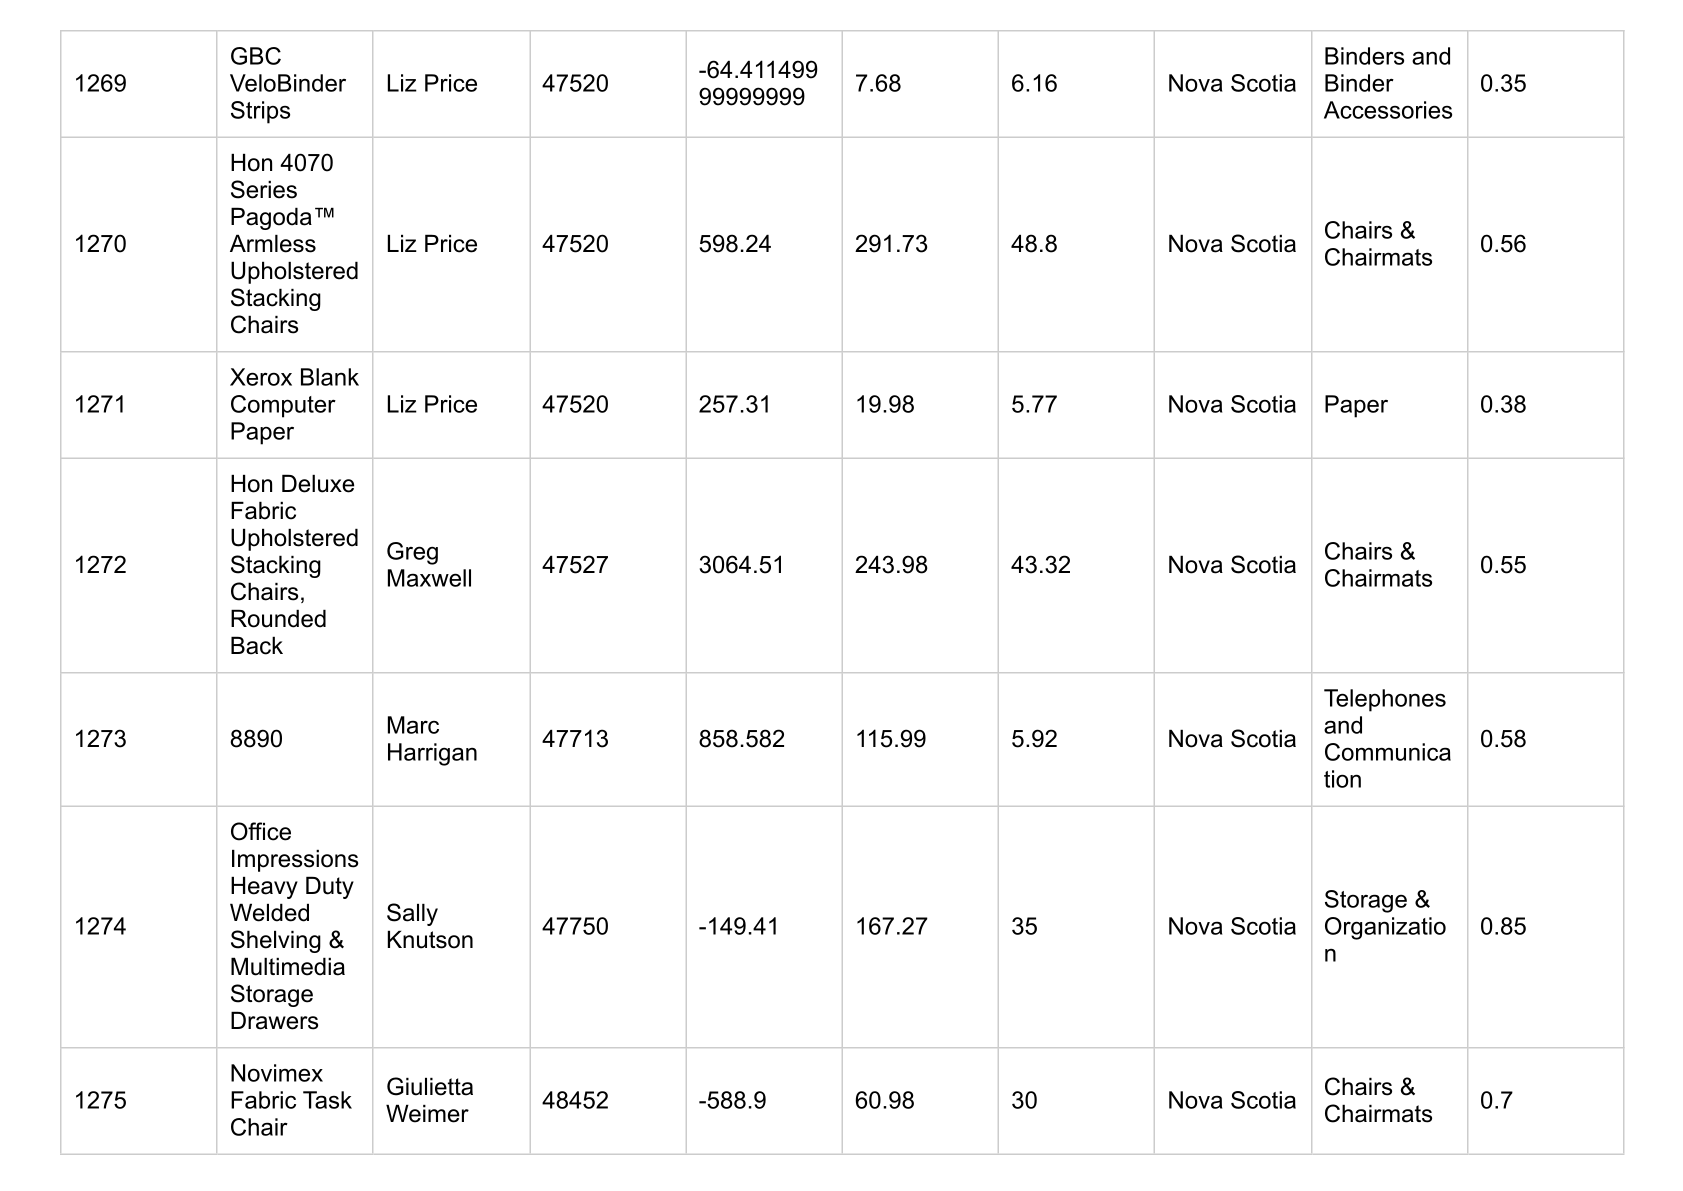 1269
GBC
VeloBinder
Strips
Liz Price
47520
-64.411499
99999999
7.68
6.16
Nova Scotia
Binders and
Binder
Accessories
0.35
1270
Hon 4070
Series
Pagoda™
Armless
Upholstered
Stacking
Chairs
Liz Price
47520
598.24
291.73
48.8
Nova Scotia
Chairs &
Chairmats
0.56
1271
Xerox Blank
Computer
Paper
Liz Price
47520
257.31
19.98
5.77
Nova Scotia
Paper
0.38
1272
Hon Deluxe
Fabric
Upholstered
Stacking
Chairs,
Rounded
Back
Greg
Maxwell
47527
3064.51
243.98
43.32
Nova Scotia
Chairs &
Chairmats
0.55
1273
8890
Marc
Harrigan
47713
858.582
115.99
5.92
Nova Scotia
Telephones
and
Communica
tion
0.58
1274
Office
Impressions
Heavy Duty
Welded
Shelving &
Multimedia
Storage
Drawers
Sally
Knutson
47750
-149.41
167.27
35
Nova Scotia
Storage &
Organizatio
n
0.85
1275
Novimex
Fabric Task
Chair
Giulietta
Weimer
48452
-588.9
60.98
30
Nova Scotia
Chairs &
Chairmats
0.7